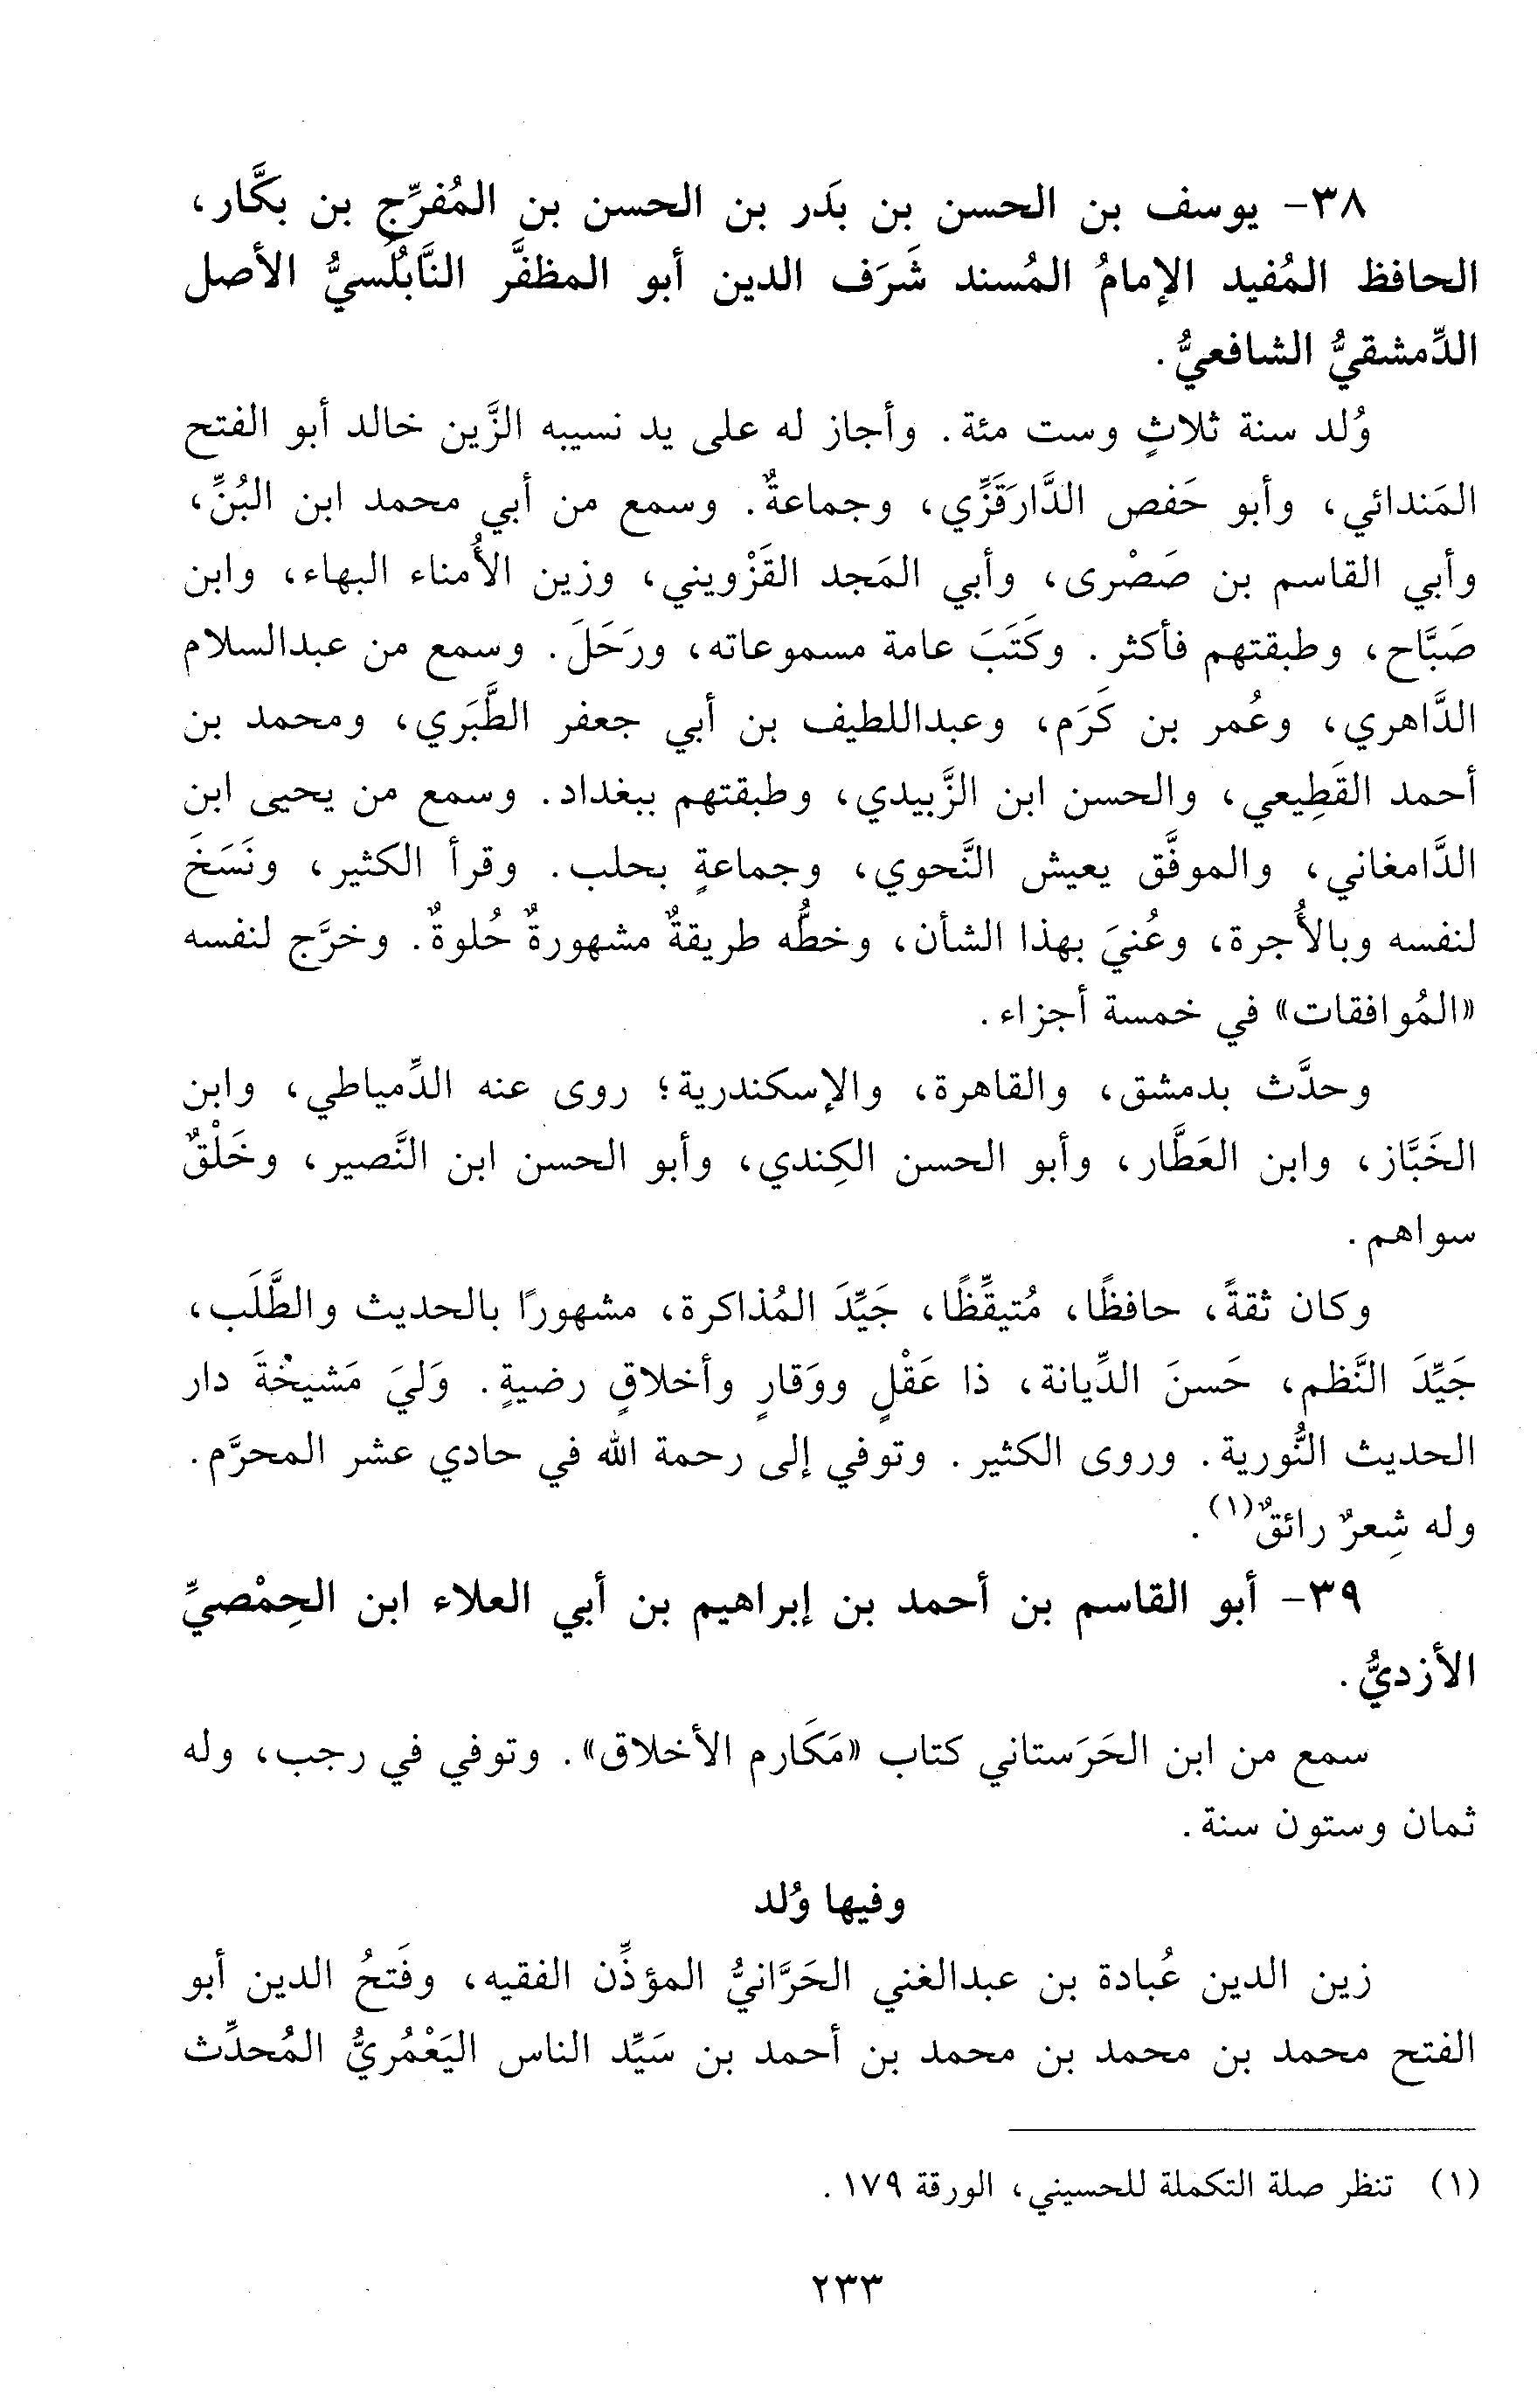 ٣٨- يوسف بن الحسن بن بَدر بن الحسن بن المُفرِّج بن بكَّار،
الحافظ المُفيد الإمامُ المُسند شَرَف الدين أبو المظفَّر النَّابُلُسيُّ الأصل
الدِّمشقيُّ الشافعيُّ.
وُلد سنة ثلاثٍ وست مئة. وأجاز له على يد نسيبه الزَّين خالد أبو الفتح
المَندائي، وأبو حَفص الدَّارَقَزِّي، وجماعةٌ. وسمع من أبي محمد ابن البُنِّ،
وأبي القاسم بن صَصْرى، وأبي المَجد القَزْويني، وزين الأُمناء البهاء، وابن
صَبَّاح، وطبقتهم فأكثر. وكَتَبَ عامة مسموعاته، ورَحَلَ. وسمع من عبدالسلام
الدَّاهري، وعُمر بن كَرَم، وعبداللطيف بن أبي جعفر الطَّبَري، ومحمد بن
أحمد القَطِيعي، والحسن ابن الزَّبيدي، وطبقتهم ببغداد. وسمع من يحيى ابن
الدَّامغاني، والموفَّق يعيش النَّحوي، وجماعةٍ بحلب. وقرأ الكثير، ونَسَخَ
لنفسه وبالأُجرة، وعُنيَ بهذا الشأن، وخطُّه طريقةٌ مشهورةٌ حُلوةٌ. وخرَّج لنفسه
«المُوافقات» في خمسة أجزاء.
وحدَّث بدمشق، والقاهرة، والإسكندرية؛ روى عنه الدِّمياطي، وابن
الخَبَّاز، وابن العَطَّار، وأبو الحسن الكِندي، وأبو الحسن ابن النَّصير، وخَلْقٌ
سواهم.
وكان ثقةً، حافظًا، مُتيقِّظًا، جَيِّدَ المُذاكرة، مشهورًا بالحديث والطَّلَب،
جَيِّدَ النَّظم، حَسنَ الدِّيانة، ذا عَقْلٍ ووَقارٍ وأخلاقٍ رضيةٍ. وَليَ مَشيخُةَ دار
الحديث النُّورية. وروى الكثير. وتوفي إلى رحمة الله في حادي عشر المحرَّم.
وله شِعرٌ رائقٌ(١).
٣٩- أبو القاسم بن أحمد بن إبراهيم بن أبي العلاء ابن الحِمْصيِّ
الأزديُّ.
سمع من ابن الحَرَستاني كتاب «مَكَارم الأخلاق». وتوفي في رجب، وله
ثمان وستون سنة.
وفيها وُلد
زين الدين عُبادة بن عبدالغني الحَرَّانيُّ المؤذِّن الفقيه، وفَتحُ الدين أبو
الفتح محمد بن محمد بن محمد بن أحمد بن سَيِّد الناس اليَعْمُريُّ المُحدِّث
(١) تنظر صلة التكملة للحسيني، الورقة ١٧٩.
٢٣٣